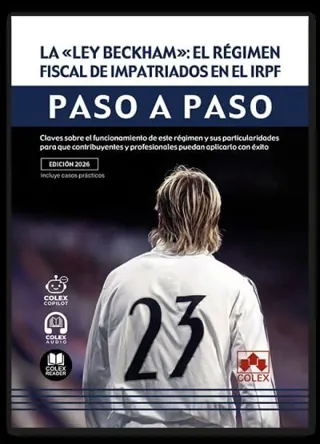 LA «LEY BECKHAM»: EL RÉGIMEN
FISCAL DE IMPATRIADOS EN EL IRPF
PASO A PASO
Claves sobre el funcionamiento de este régimen y sus particularidades
para que contribuyentes y profesionales puedan aplicarlo con éxito
EDICIÓN 2026
Incluye casos prácticos
23
COLEX
COPILOT
COLEX
AUDIO
COLEX
READER
COLEX